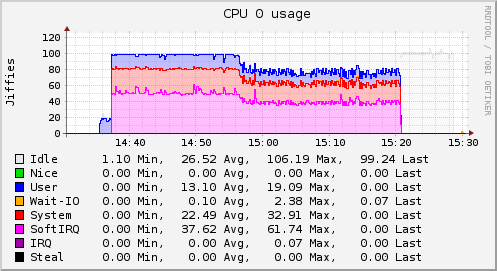 CPU 0 usage
RRDTOOL / TOBI OETIKER
Jiffies
120
100
80
60
40
20
0
14:40 14:50 15:00 15:10 15:20 15:30
Idle 1.10 Min, 26.52 Avg, 106.19 Max, 99.24 Last
Nice 0.00 Min, 0.00 Avg, 0.00 Max, 0.00 Last
User 0.00 Min, 13.10 Avg, 19.09 Max, 0.00 Last
Wait-IO 0.00 Min, 0.10 Avg, 2.38 Max, 0.07 Last
System 0.00 Min, 22.49 Avg, 32.91 Max, 0.00 Last
SoftIRQ 0.00 Min, 37.62 Avg, 61.74 Max, 0.00 Last
IRQ 0.00 Min, 0.00 Avg, 0.07 Max, 0.00 Last
Steal 0.00 Min, 0.00 Avg, 0.00 Max, 0.00 Last